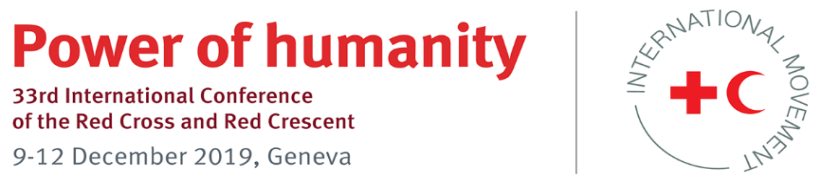 Power of humanity
33rd International Conference
of the Red Cross and Red Crescent
9-12 December 2019, Geneva
INTERNATIONAL MOVEMENT